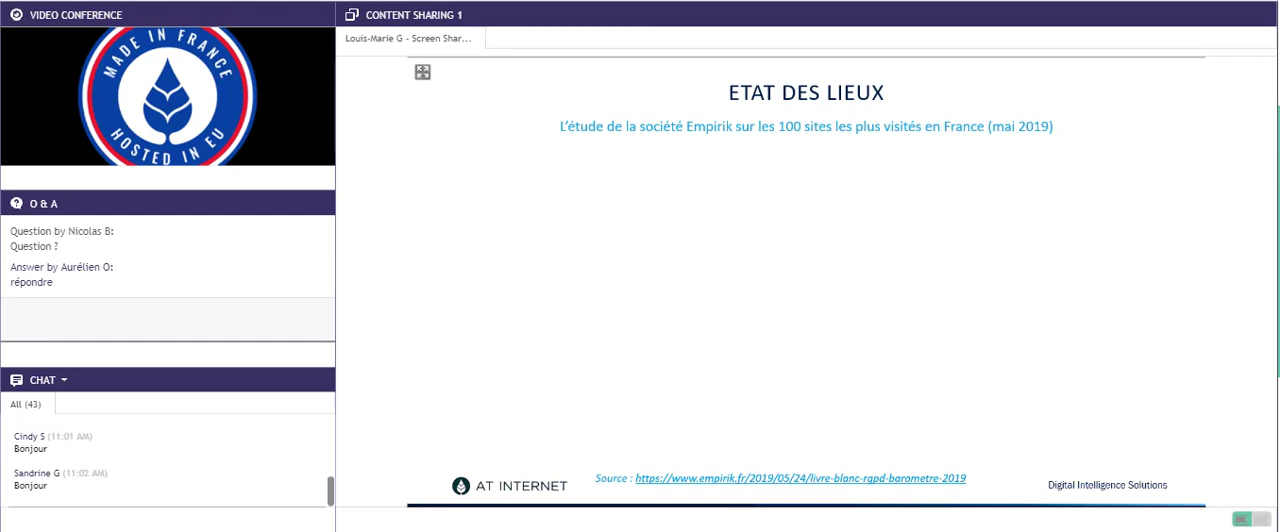 VIDEO CONFERENCE
MADE IN FRANCE
HOSTED IN EU
Q & A
Question by Nicolas B:
Question ?
Answer by Aurélien O:
répondre
CHAT
All (43)
Cindy S (11:01 AM)
Bonjour
Sandrine G (11:02 AM)
Bonjour
CONTENT SHARING 1
Louis-Marie G - Screen Shar...
ETAT DES LIEUX
L'étude de la société Empirik sur les 100 sites les plus visités en France (mai 2019)
Source : https://www.empirik.fr/2019/05/24/livre-blanc-rgpd-barometre-2019
AT INTERNET
Digital Intelligence Solutions